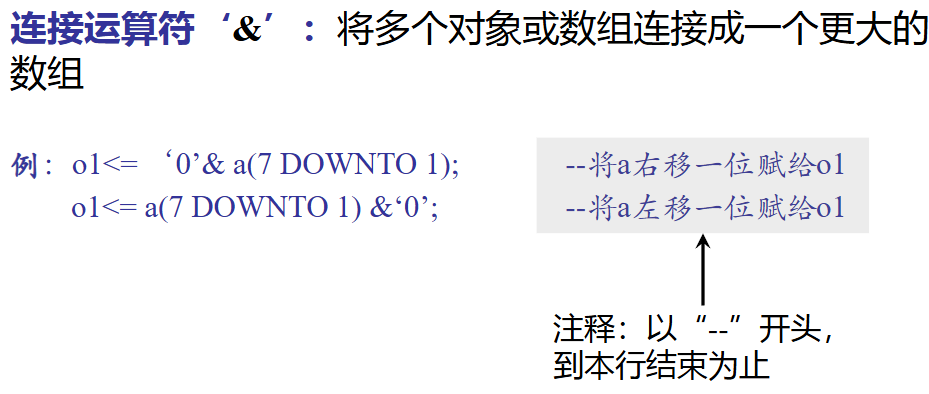 连接运算符‘&’：将多个对象或数组连接成一个更大的
数组
例：o1<= ‘0’& a(7 DOWNTO 1); --将a右移一位赋给o1
o1<= a(7 DOWNTO 1) &‘0’; --将a左移一位赋给o1
注释：以“--”开头，
到本行结束为止